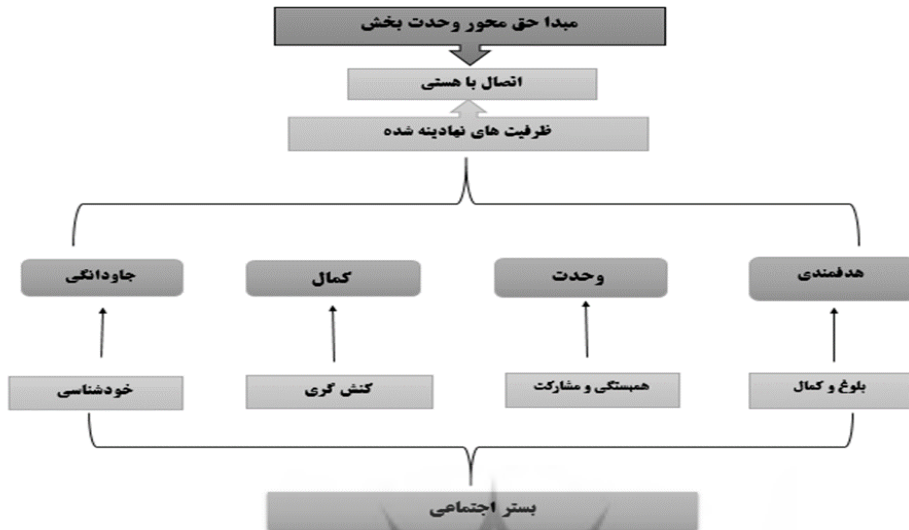 مبدا حق محور وحدت بخش
اتصال با هستی
ظرفیت های نهادینه شده
هدفمندی
وحدت
کمال
جاودانگی
بلوغ و کمال
همبستگی و مشارکت
کنش گری
خودشناسی
بستر اجتماعی